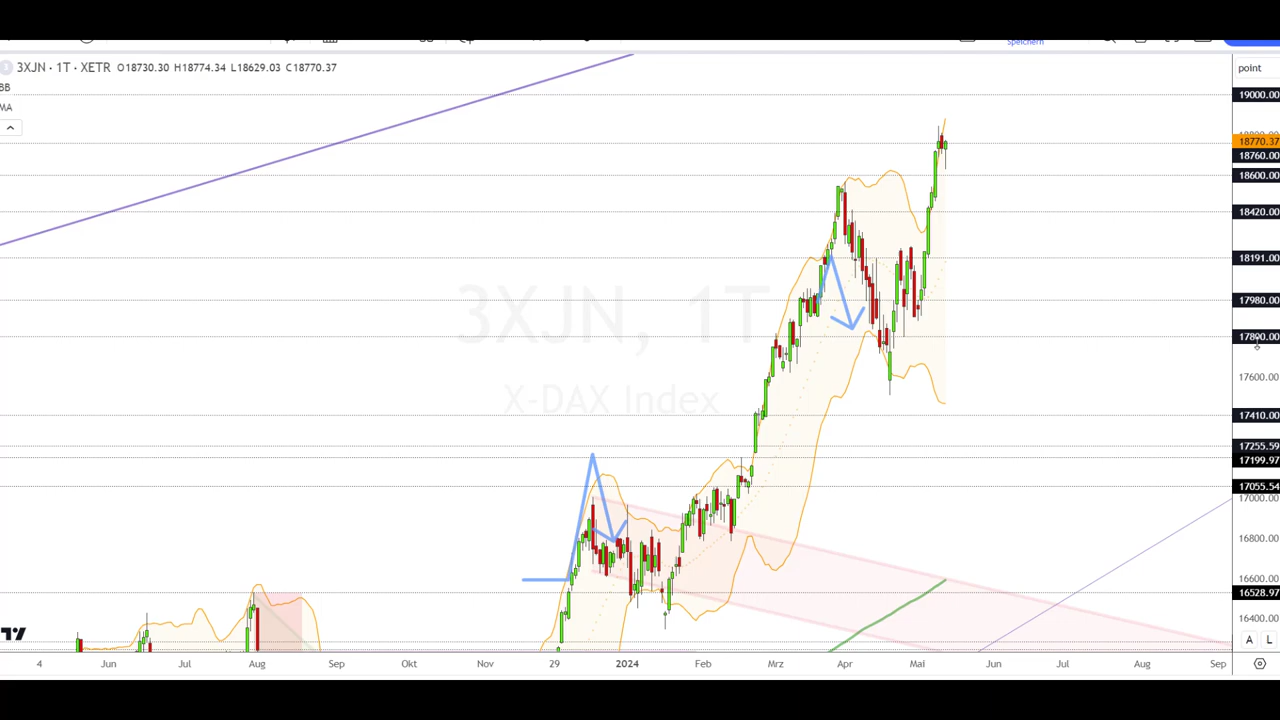 Speichern
3XJN · 1T · XETR O18730.30 H18774.34 L18629.03 C18770.37
point
BB
MA
19000.00
18770.37
18760.00
18600.00
18420.00
18191.00
17980.00
17890.00
17600.00
17410.00
17255.59
17199.97
17055.54
17000.00
16800.00
16600.00
16528.97
16400.00
3XJN, 1T
X-DAX Index
A L
4 Jun Jul Aug Sep Okt Nov 29 2024 Feb Mrz Apr Mai Jun Jul Aug Sep